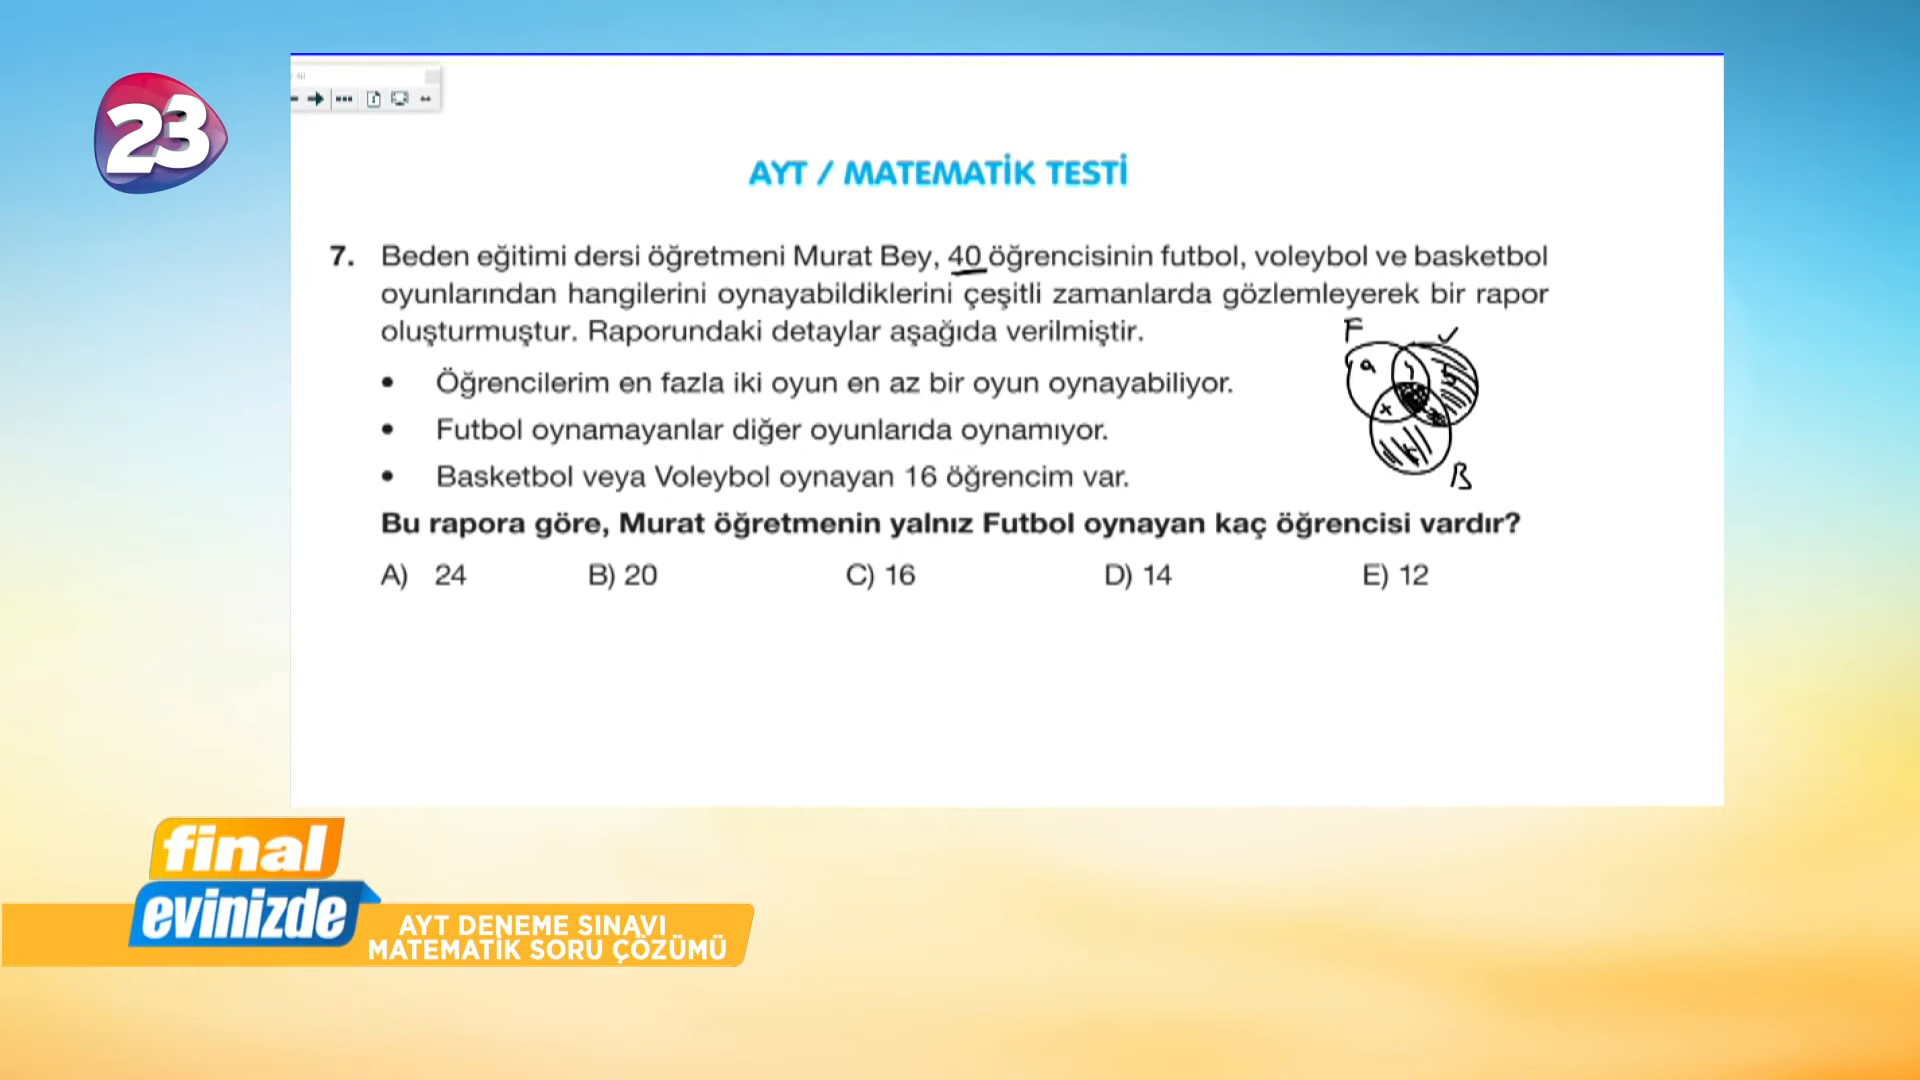 23
AYT / MATEMATİK TESTİ
7. Beden eğitimi dersi öğretmeni Murat Bey, 40 öğrencisinin futbol, voleybol ve basketbol
oyunlarından hangilerini oynayabildiklerini çeşitli zamanlarda gözlemleyerek bir rapor
oluşturmuştur. Raporundaki detaylar aşağıda verilmiştir.
F
V
• Öğrencilerim en fazla iki oyun en az bir oyun oynayabiliyor.
• Futbol oynamayanlar diğer oyunlarıda oynamıyor.
• Basketbol veya Voleybol oynayan 16 öğrencim var.
B
Bu rapora göre, Murat öğretmenin yalnız Futbol oynayan kaç öğrencisi vardır?
A) 24 B) 20 C) 16 D) 14 E) 12
final
evinizde
AYT DENEME SINAVI
MATEMATİK SORU ÇÖZÜMÜ